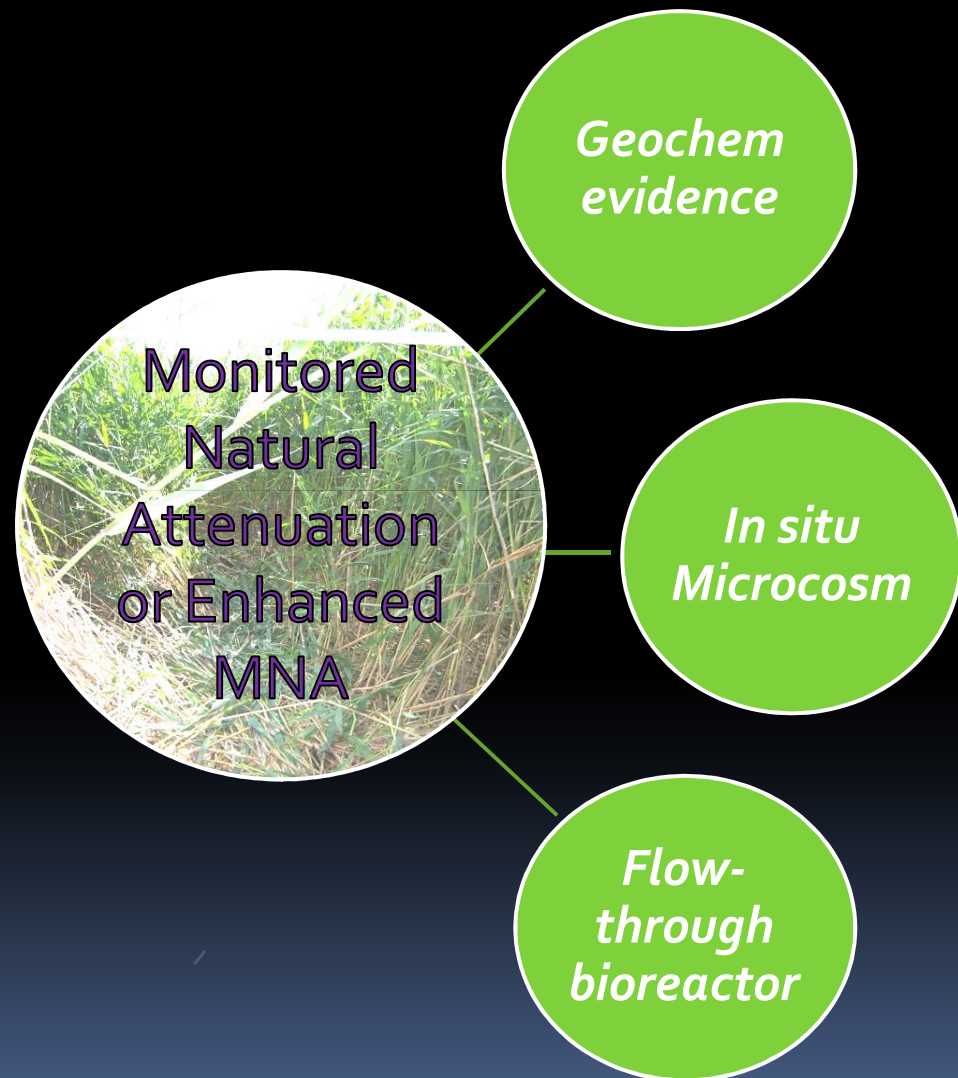 Geochem
evidence
Monitored
Natural
Attenuation
or Enhanced
MNA
In situ
Microcosm
Flow-
through
bioreactor